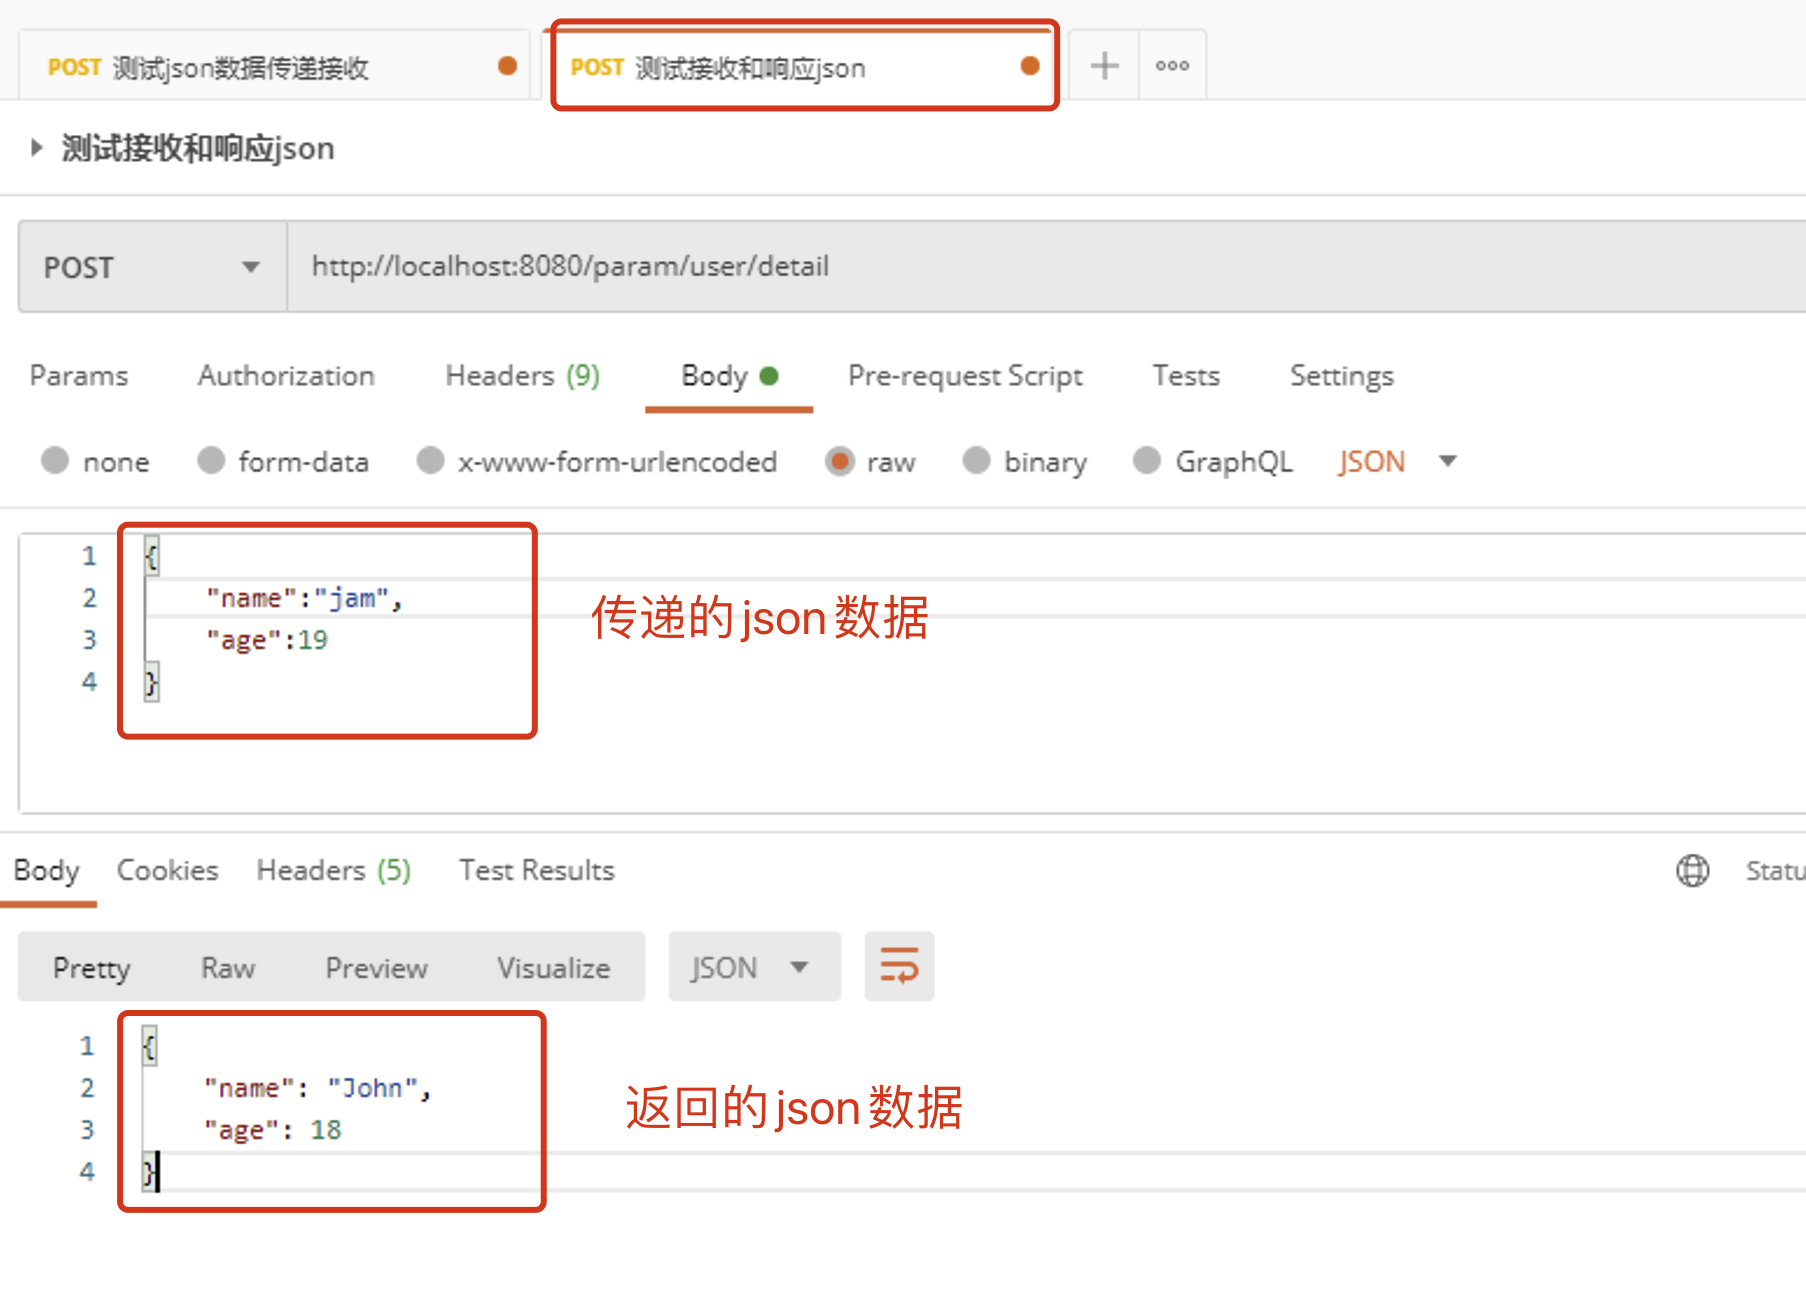 POST 测试json数据传递接收
POST 测试接收和响应json
测试接收和响应json
POST http://localhost:8080/param/user/detail
Params Authorization Headers (9) Body Pre-request Script Tests Settings
none form-data x-www-form-urlencoded raw binary GraphQL JSON
1 {
2 "name":"jam",
3 "age":19
4 }
传递的json数据
Body Cookies Headers (5) Test Results Statu
Pretty Raw Preview Visualize JSON
1 {
2 "name": "John",
3 "age": 18
4 }
返回的json数据